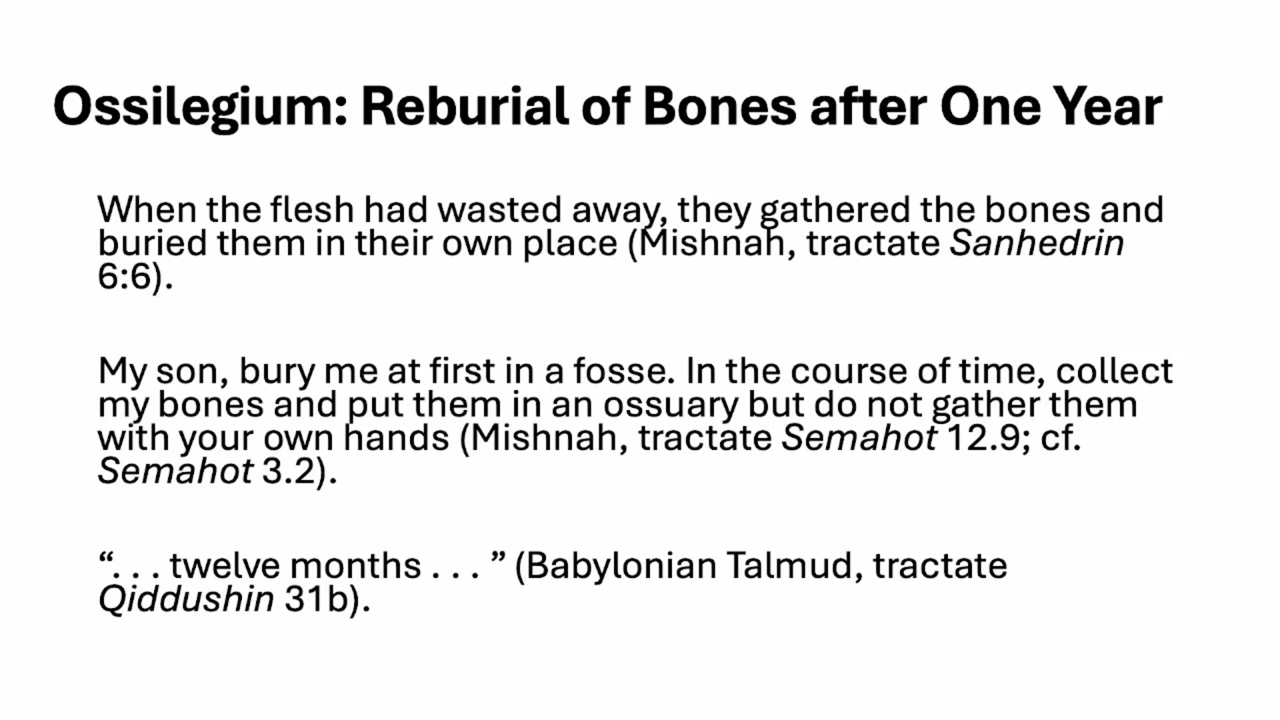 Ossilegium: Reburial of Bones after One Year
When the flesh had wasted away, they gathered the bones and
buried them in their own place (Mishnah, tractate Sanhedrin
6:6).
My son, bury me at first in a fosse. In the course of time, collect
my bones and put them in an ossuary but do not gather them
with your own hands (Mishnah, tractate Semahot 12.9; cf.
Semahot 3.2).
“. . . twelve months . . . ” (Babylonian Talmud, tractate
Qiddushin 31b).